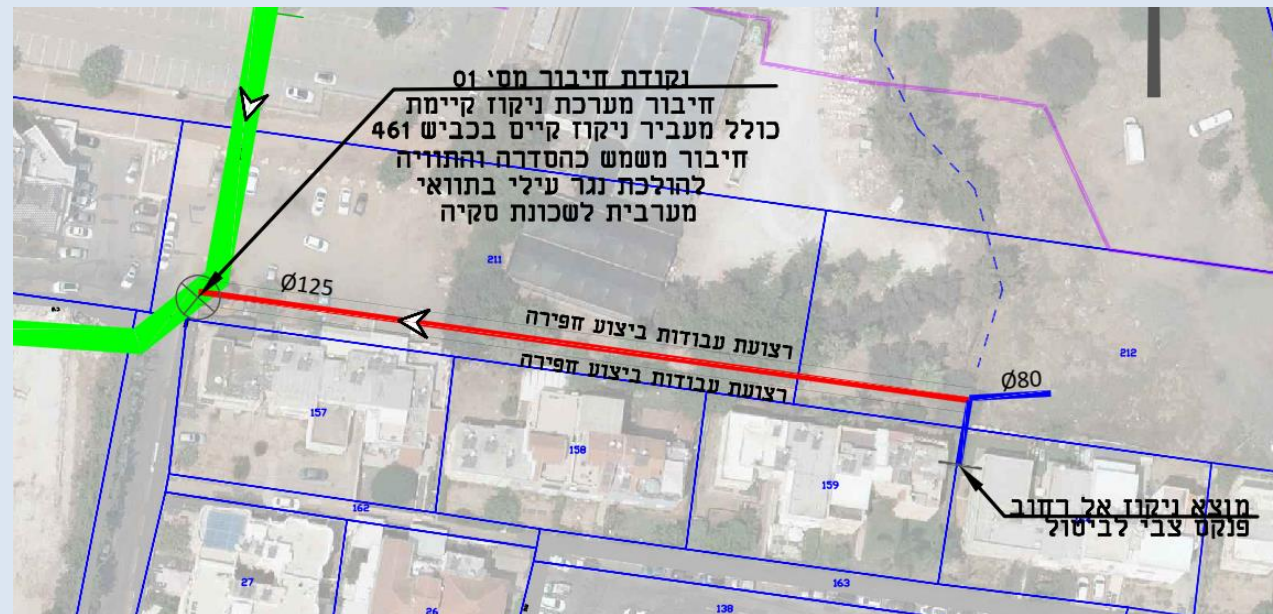 נקודת חיבור מס' 01
חיבור מערכת ניקוז קיימת
כולל מעביר ניקוז קיים בכביש 461
חיבור משמש כהסדרה והתוויה
להולכת נגר עילי בתוואי
מערבית לשכונת סקיה
211
Ø125
רצועת עבודות ביצוע חפירה
רצועת עבודות ביצוע חפירה
212
Ø80
157
158
159
מוצא ניקוז אל רחוב
פנקס צבי לביטול
162
163
27
26
138